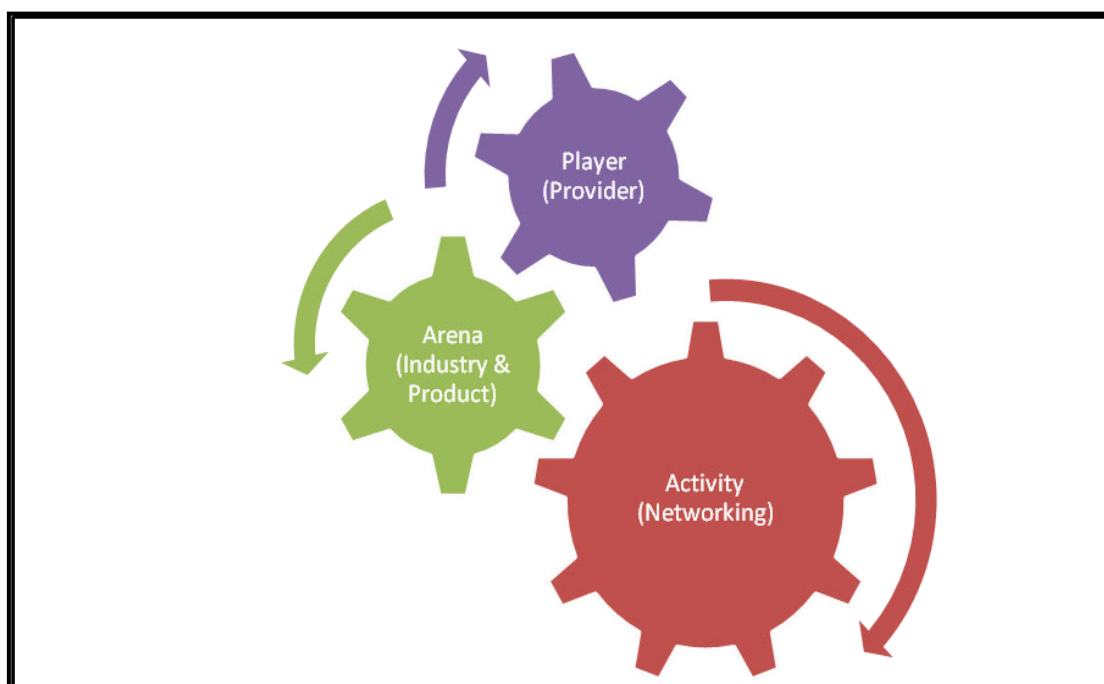 Player
(Provider)
Arena
(Industry &
Product)
Activity
(Networking)